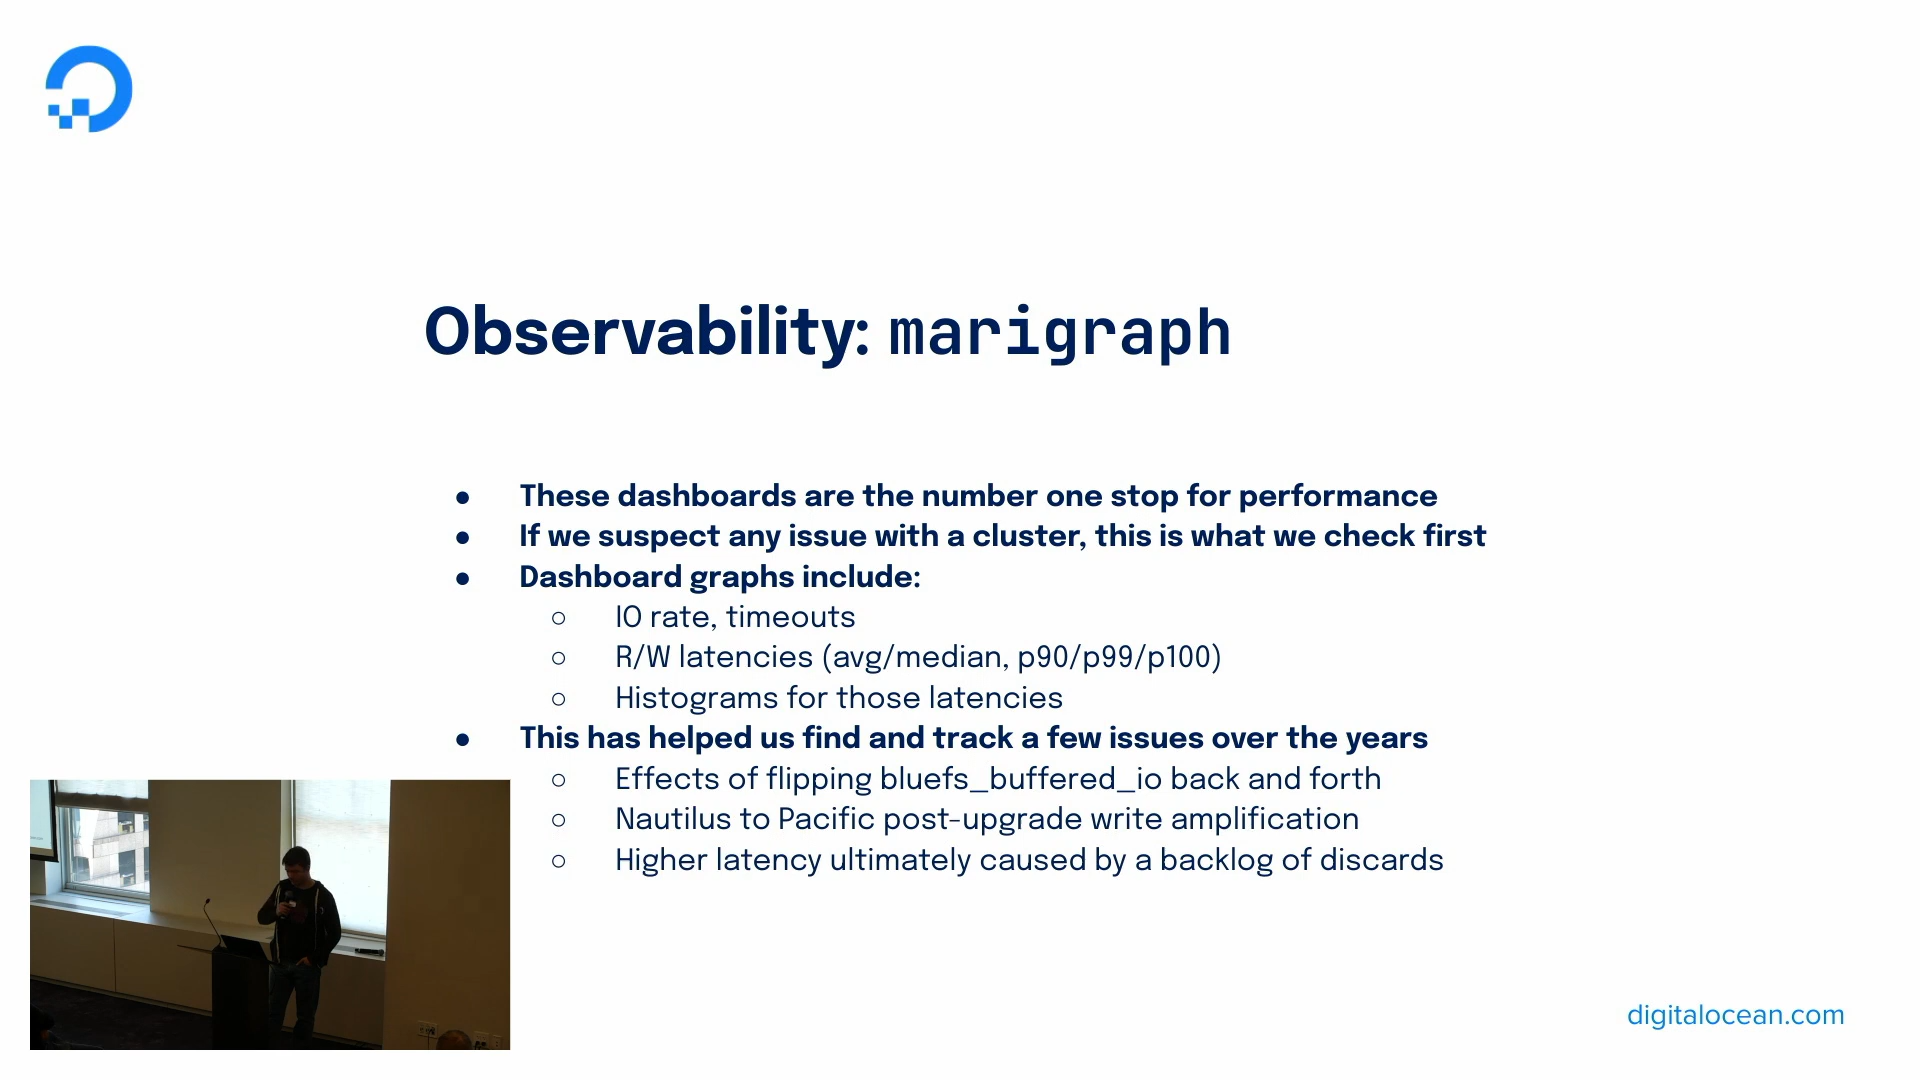 Observability: marigraph
● These dashboards are the number one stop for performance
● If we suspect any issue with a cluster, this is what we check first
● Dashboard graphs include:
○ IO rate, timeouts
○ R/W latencies (avg/median, p90/p99/p100)
○ Histograms for those latencies
● This has helped us find and track a few issues over the years
○ Effects of flipping bluefs_buffered_io back and forth
○ Nautilus to Pacific post-upgrade write amplification
○ Higher latency ultimately caused by a backlog of discards
digitalocean.com